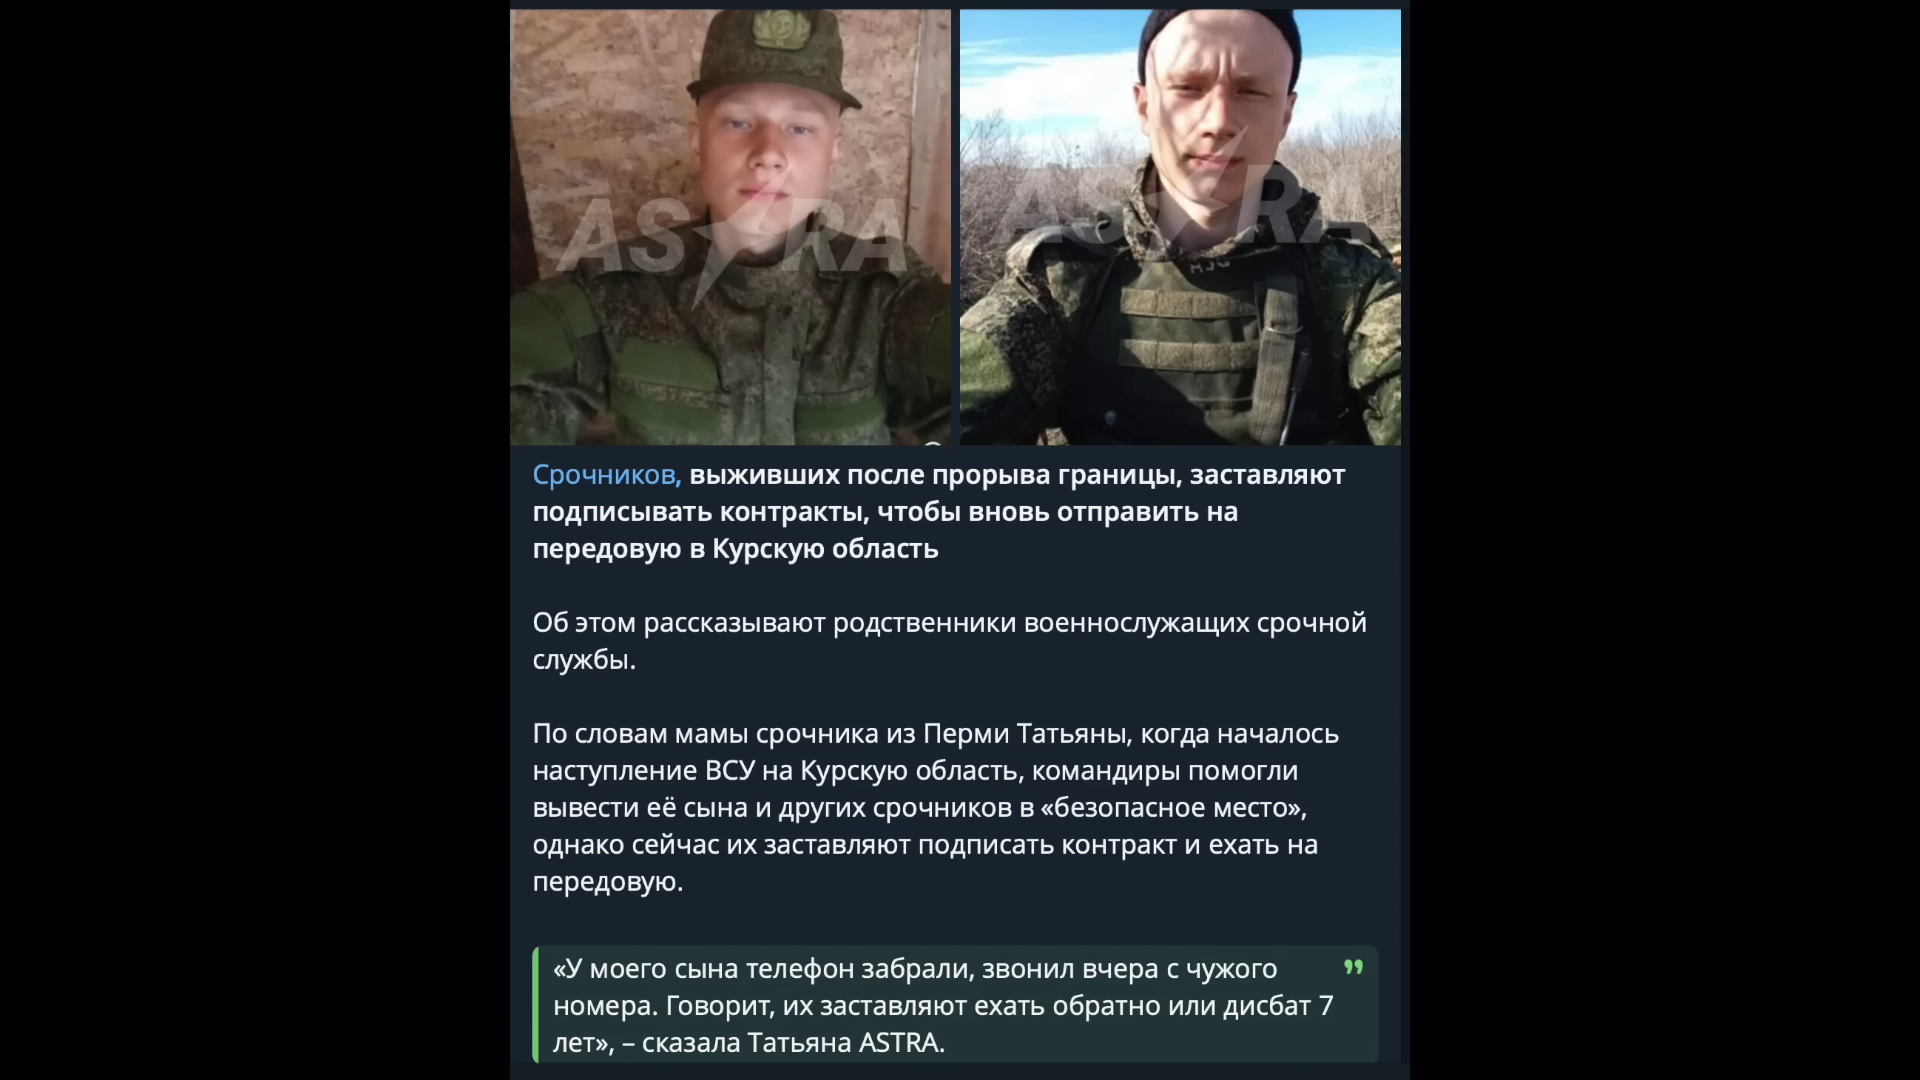 ASTRA
ASTRA
Срочников, выживших после прорыва границы, заставляют
подписывать контракты, чтобы вновь отправить на
передовую в Курскую область
Об этом рассказывают родственники военнослужащих срочной
службы.
По словам мамы срочника из Перми Татьяны, когда началось
наступление ВСУ на Курскую область, командиры помогли
вывести её сына и других срочников в «безопасное место»,
однако сейчас их заставляют подписать контракт и ехать на
передовую.
«У моего сына телефон забрали, звонил вчера с чужого
номера. Говорит, их заставляют ехать обратно или дисбат 7
лет», – сказала Татьяна ASTRA.